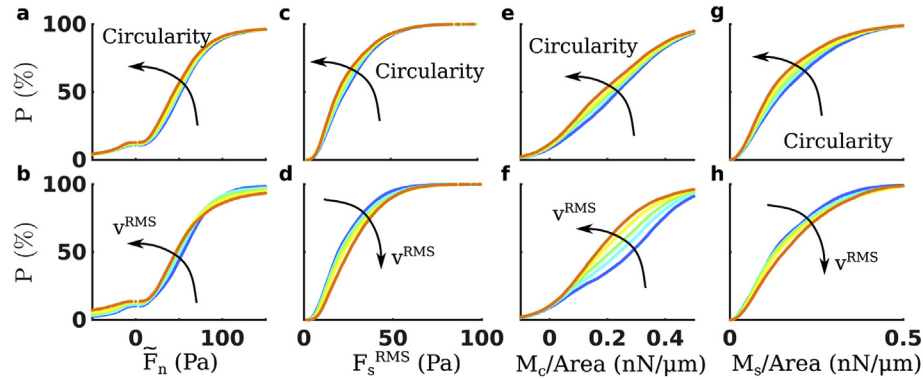 a c e g
100
50
0
P (%)
Circularity
Circularity
Circularity
Circularity
b d f h
100
50
0
P (%)
v^RMS
v^RMS
v^RMS
v^RMS
0 100 0 50 100 0 0.2 0.4 0 0.5
F̃ₙ (Pa) Fₛ^RMS (Pa) M_c/Area (nN/μm) Mₛ/Area (nN/μm)